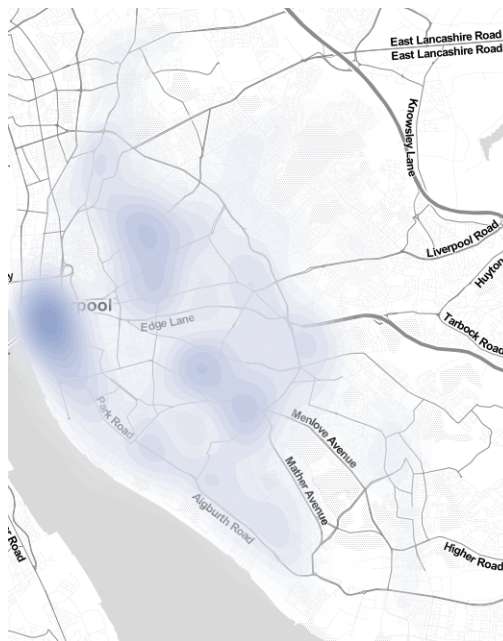 East Lancashire Road
East Lancashire Road
Knowsley Lane
Liverpool Road
Huyton
pool
Edge Lane
Tarbock Road
Park Road
Menlove Avenue
Mather Avenue
Aigburth Road
Higher Road
Road